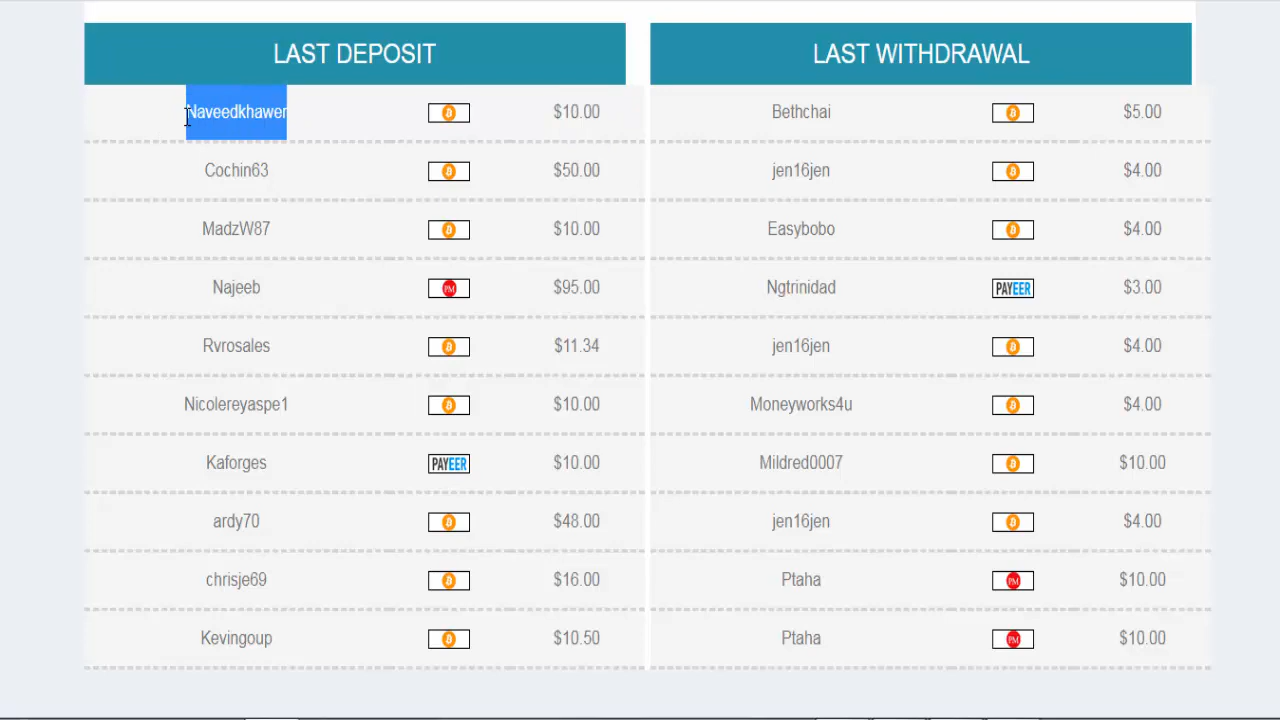 LAST DEPOSIT LAST WITHDRAWAL
Naveedkhawer $10.00 Bethchai $5.00
Cochin63 $50.00 jen16jen $4.00
MadzW87 $10.00 Easybobo $4.00
Najeeb PM $95.00 Ngtrinidad PAYEER $3.00
Rvrosales $11.34 jen16jen $4.00
Nicolereyaspe1 $10.00 Moneyworks4u $4.00
Kaforges PAYEER $10.00 Mildred0007 $10.00
ardy70 $48.00 jen16jen $4.00
chrisje69 $16.00 Ptaha PM $10.00
Kevingoup $10.50 Ptaha PM $10.00